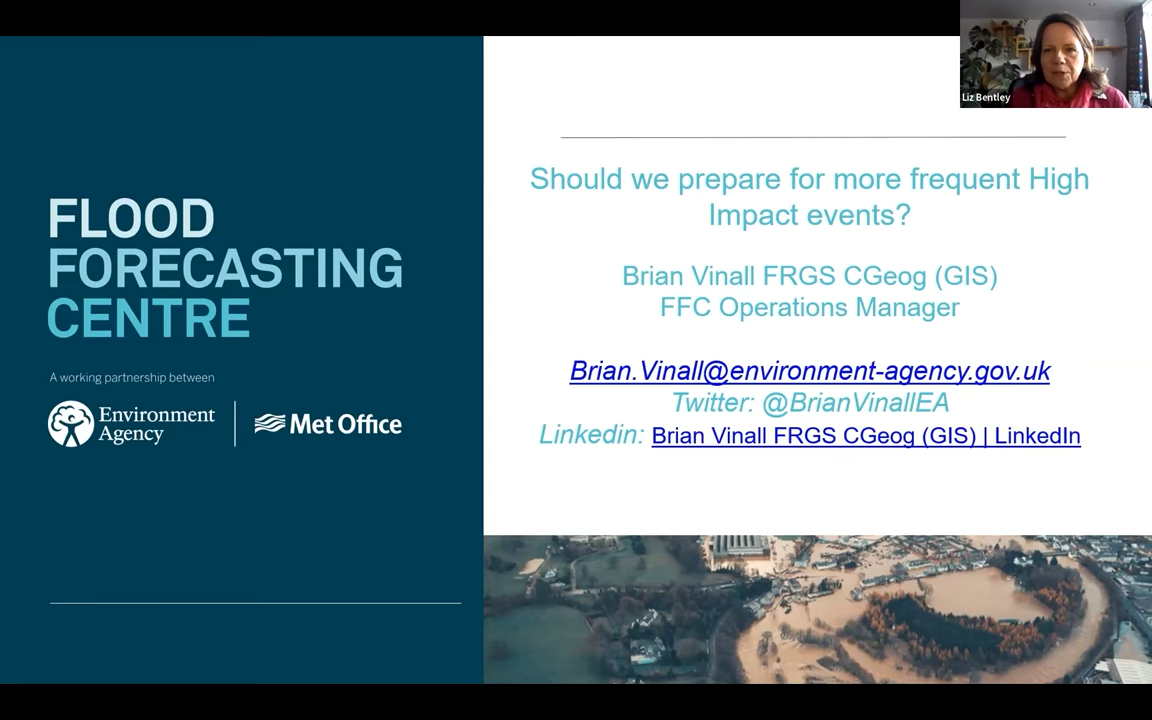 Liz Bentley
FLOOD
FORECASTING
CENTRE
A working partnership between
Environment
Agency
Met Office
Should we prepare for more frequent High
Impact events?
Brian Vinall FRGS CGeog (GIS)
FFC Operations Manager
Brian.Vinall@environment-agency.gov.uk
Twitter: @BrianVinallEA
Linkedin: Brian Vinall FRGS CGeog (GIS) | LinkedIn